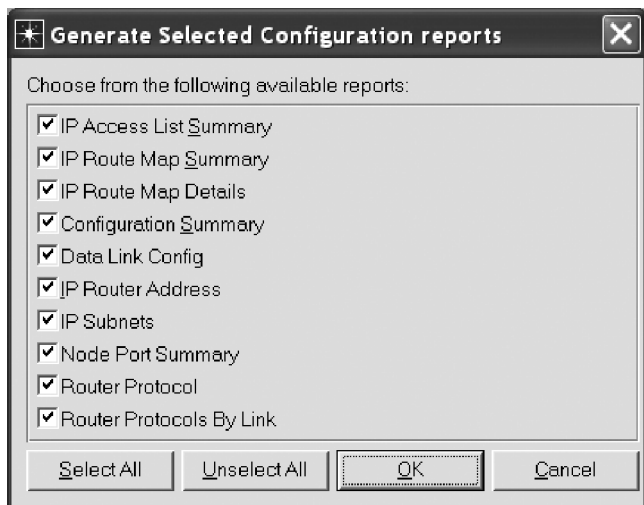 Generate Selected Configuration reports
Choose from the following available reports:
IP Access List Summary
IP Route Map Summary
IP Route Map Details
Configuration Summary
Data Link Config
IP Router Address
IP Subnets
Node Port Summary
Router Protocol
Router Protocols By Link
Select All Unselect All OK Cancel